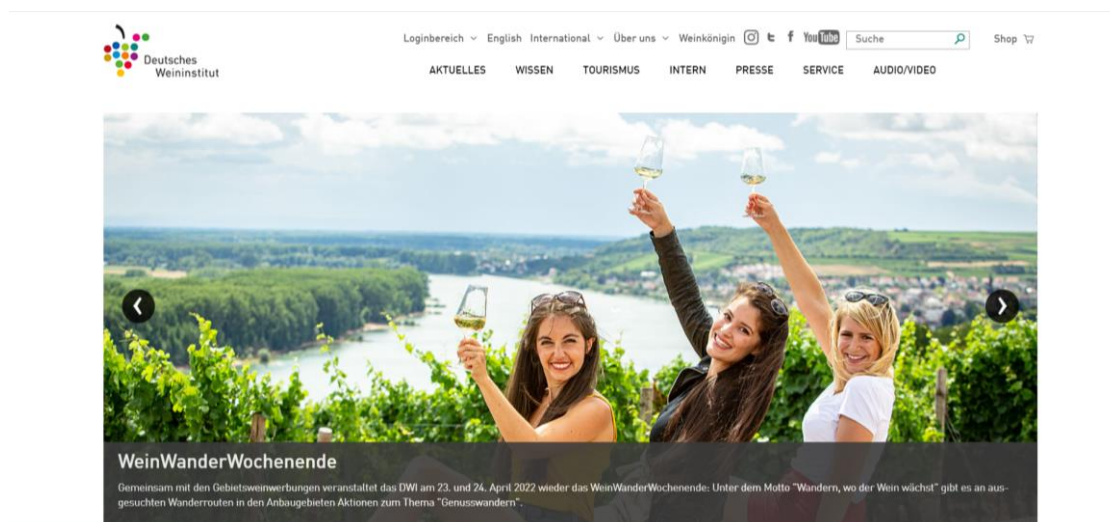 Deutsches
Weininstitut
Loginbereich English International Über uns Weinkönigin f You Tube Suche Shop
AKTUELLES WISSEN TOURISMUS INTERN PRESSE SERVICE AUDIO/VIDEO
WeinWanderWochenende
Gemeinsam mit den Gebietsweinwerbungen veranstaltet das DWI am 23. und 24. April 2022 wieder das WeinWanderWochenende: Unter dem Motto "Wandern, wo der Wein wächst" gibt es an aus-
gesuchten Wanderrouten in den Anbaugebieten Aktionen zum Thema "Genusswandern".